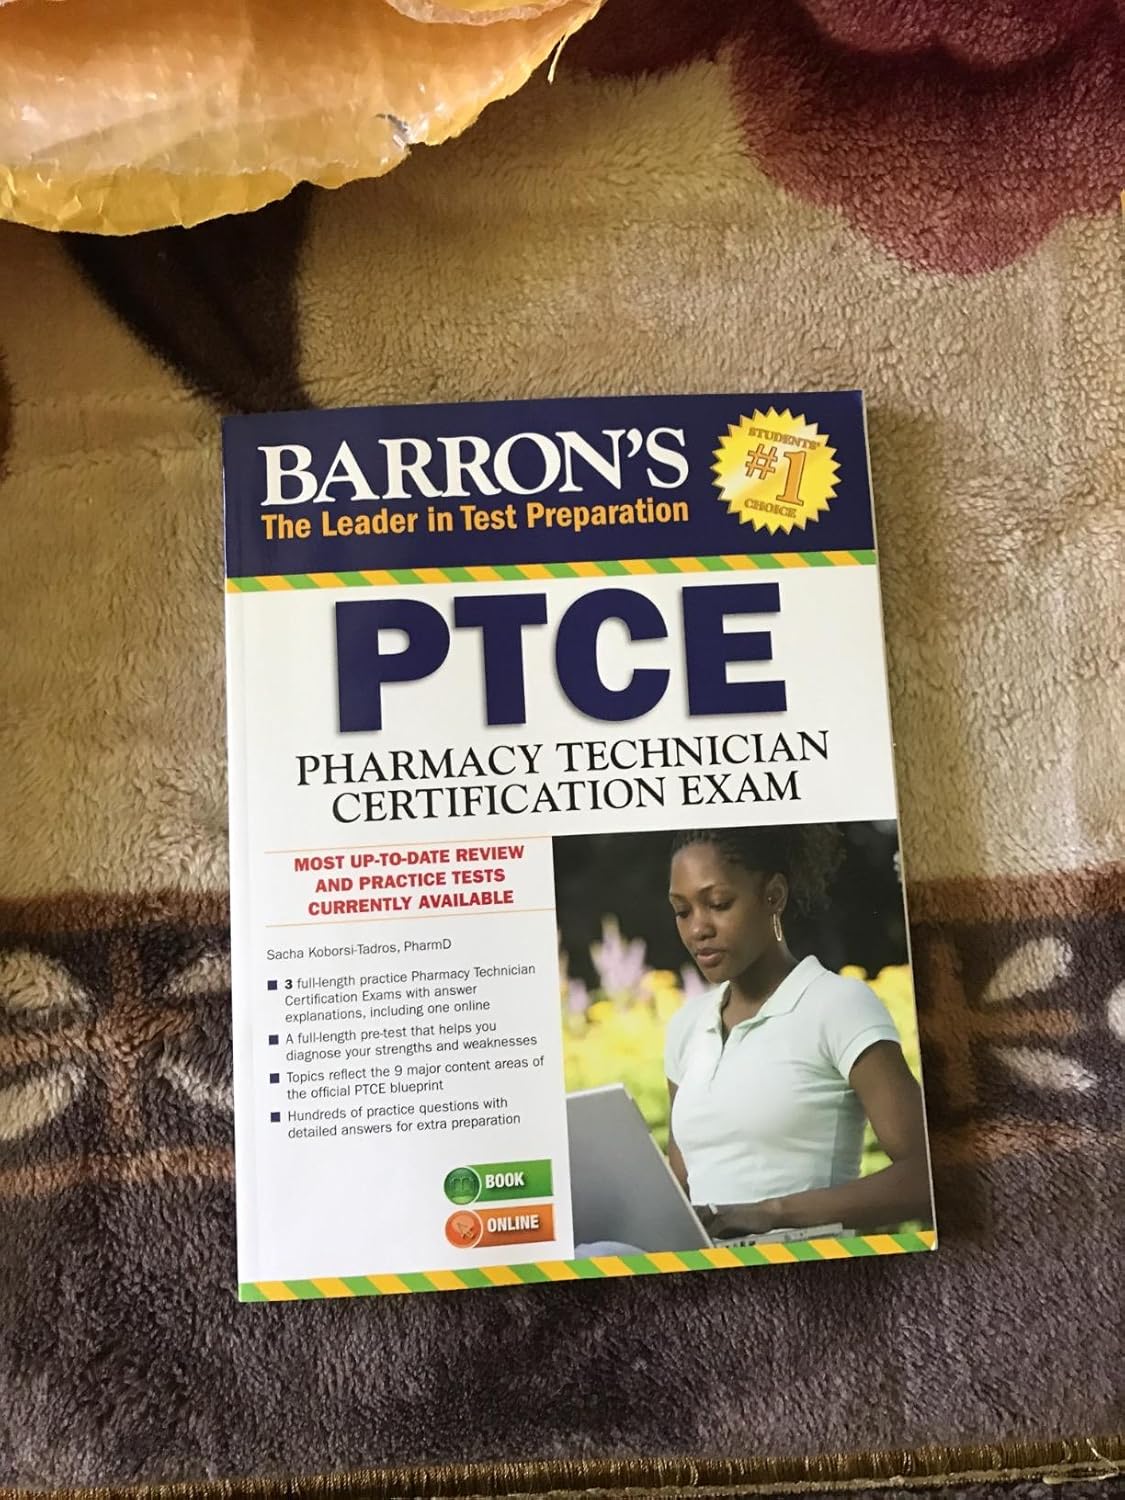 BARRON'S
The Leader in Test Preparation
STUDENTS'
#1
CHOICE
PTCE
PHARMACY TECHNICIAN
CERTIFICATION EXAM
MOST UP-TO-DATE REVIEW
AND PRACTICE TESTS
CURRENTLY AVAILABLE
Sacha Koborsi-Tadros, PharmD
■ 3 full-length practice Pharmacy Technician
Certification Exams with answer
explanations, including one online
■ A full-length pre-test that helps you
diagnose your strengths and weaknesses
■ Topics reflect the 9 major content areas of
the official PTCE blueprint
■ Hundreds of practice questions with
detailed answers for extra preparation
BOOK
ONLINE